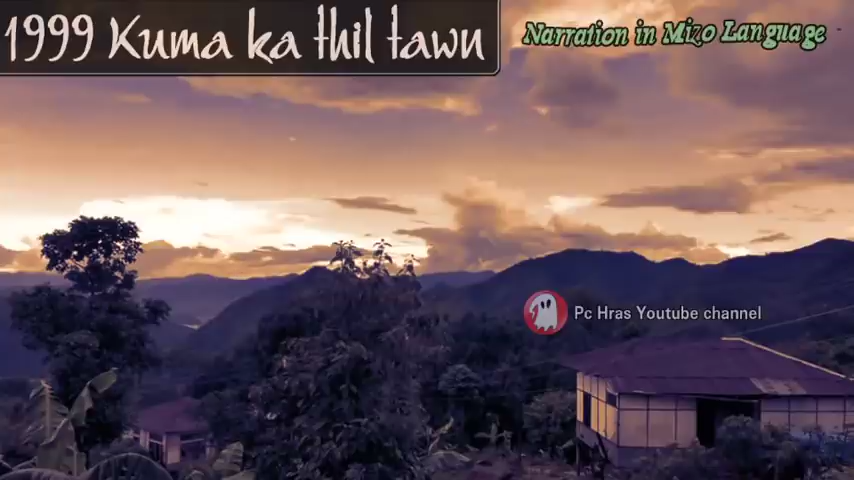 1999 Kuma ka thil tawn
Narration in Mizo Language
Pc Hras Youtube channel